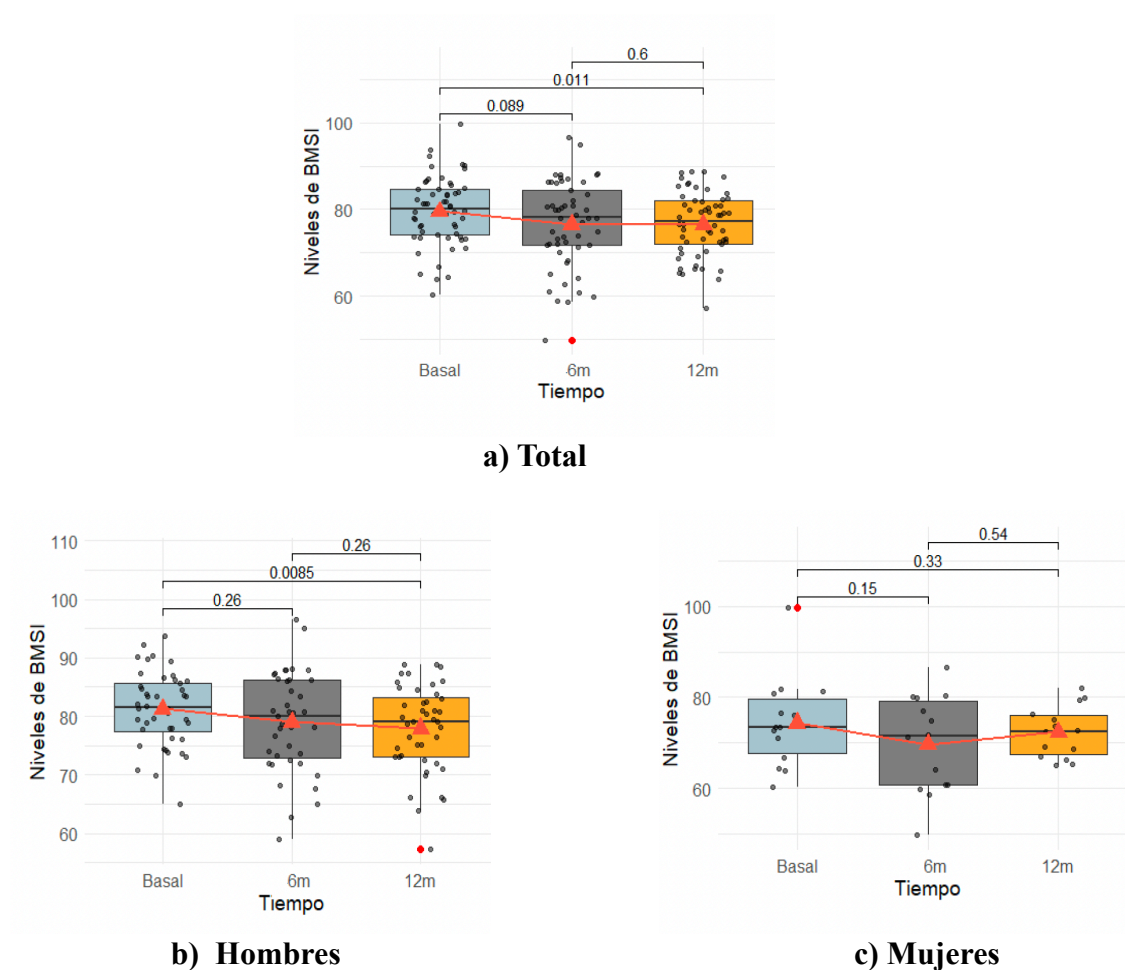 0.6
0.011
0.089
100
80
60
Niveles de BMSI
Basal
6m
12m
Tiempo
a) Total
110
100
90
80
70
60
Niveles de BMSI
0.26
0.0085
0.26
Basal
6m
12m
Tiempo
b) Hombres
0.54
0.33
0.15
100
80
60
Niveles de BMSI
Basal
6m
12m
Tiempo
c) Mujeres